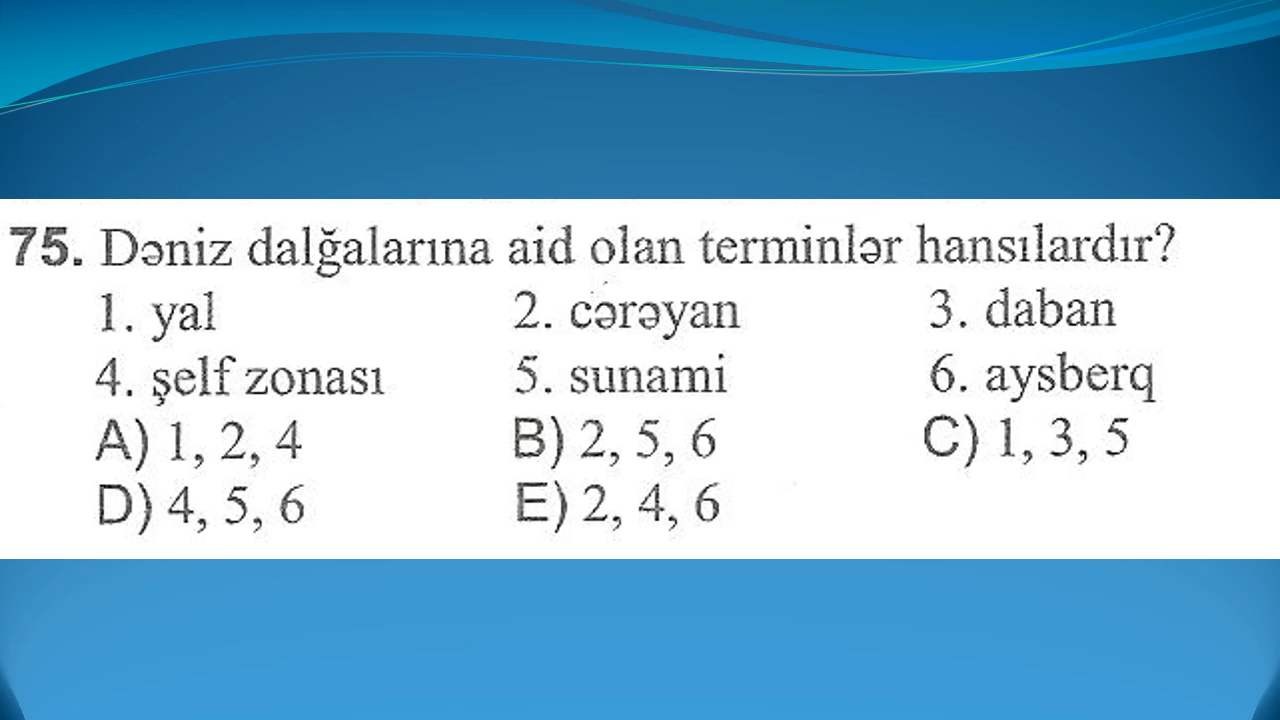 75. Dəniz dalğalarına aid olan terminlər hansılardır?
1. yal 2. cərəyan 3. daban
4. şelf zonası 5. sunami 6. aysberq
A) 1, 2, 4 B) 2, 5, 6 C) 1, 3, 5
D) 4, 5, 6 E) 2, 4, 6